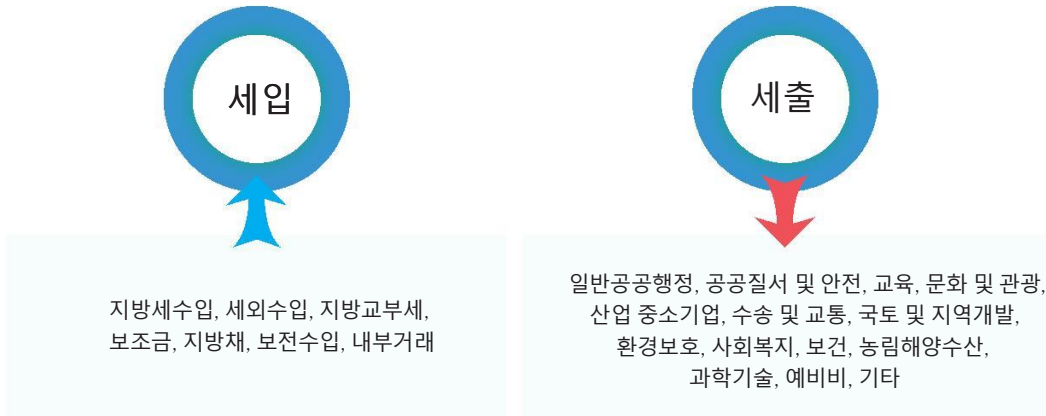 세입
지방세수입, 세외수입, 지방교부세,
보조금, 지방채, 보전수입, 내부거래
세출
일반공공행정, 공공질서 및 안전, 교육, 문화 및 관광,
산업 중소기업, 수송 및 교통, 국토 및 지역개발,
환경보호, 사회복지, 보건, 농림해양수산,
과학기술, 예비비, 기타